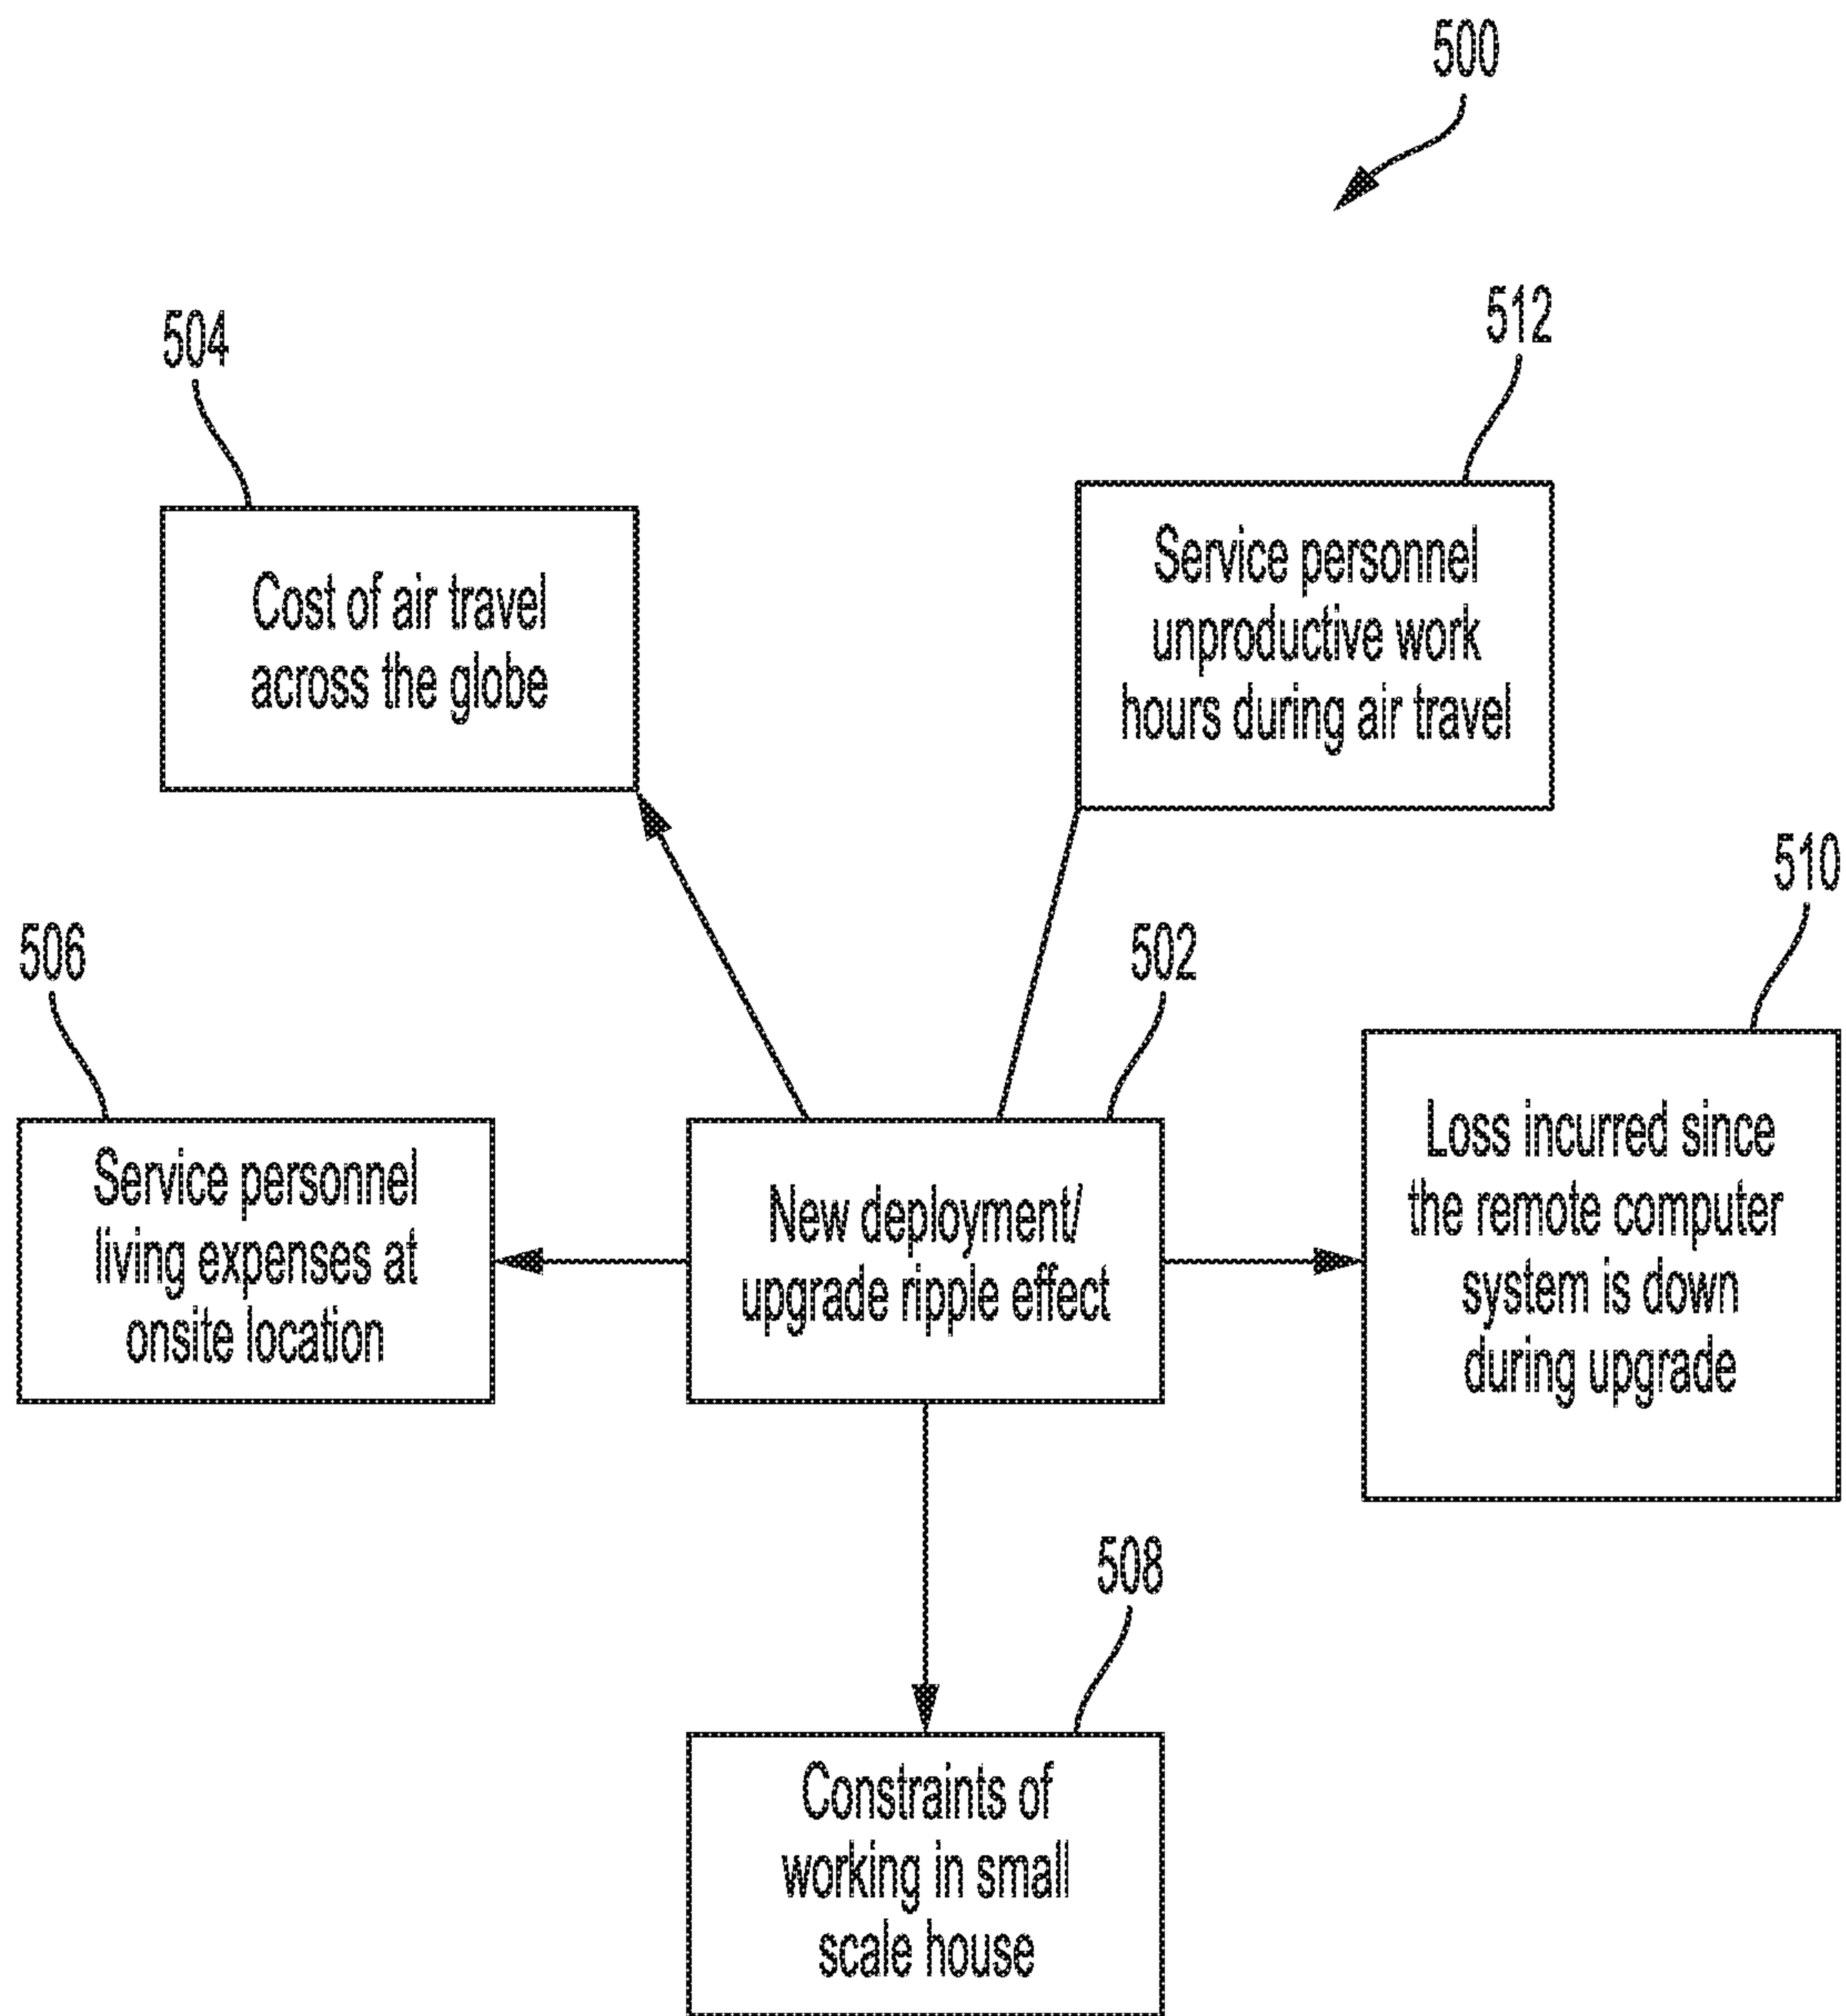 500
504
Cost of air travel
across the globe
512
Service personnel
unproductive work
hours during air travel
506
Service personnel
living expenses at
onsite location
502
New deployment/
upgrade ripple effect
510
Loss incurred since
the remote computer
system is down
during upgrade
508
Constraints of
working in small
scale house